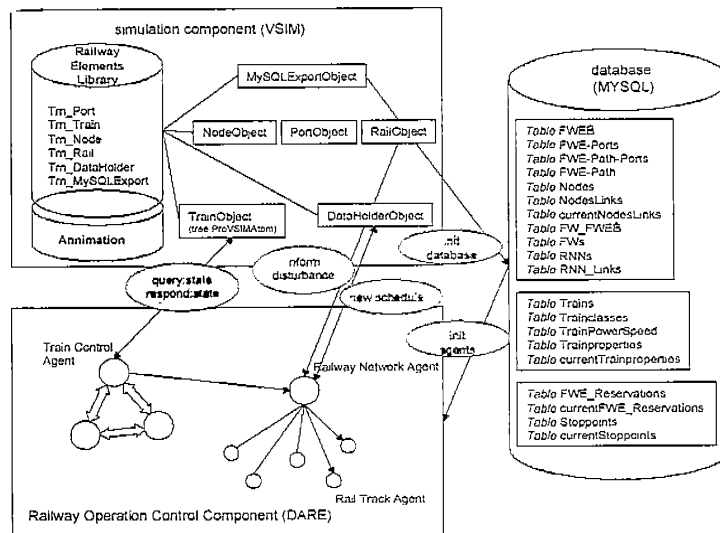 simulation component (VSIM)
Railway
Elements
Library
Trn_Port
Trn_Train
Trn_Node
Trn_Rail
Trn_DataHolder
Trn_MySQLExport
Annimation
MySQLExportObject
NodeObject
PortObject
RailObject
TrainObject
(tree ProVSIMAtom)
DataHolderObject
init
database
inform
disturbance
query:state
respond:state
new schedule
init
agents
Train Control
Agent
Railway Network Agent
Rail Track Agent
Railway Operation Control Component (DARE)
database
(MYSQL)
Table FWEB
Table FWE-Ports
Table FWE-Path-Ports
Table FWE-Path
Table Nodes
Table NodesLinks
Table currentNodesLinks
Table FW_FWEB
Table FWs
Table RNNs
Table RNN_Links
Table Trains
Table Trainclasses
Table TrainPowerSpeed
Table Trainproperties
Table currentTrainproperties
Table FWE_Reservations
Table currentFWE_Reservations
Table Stoppoints
Table currentStoppoints